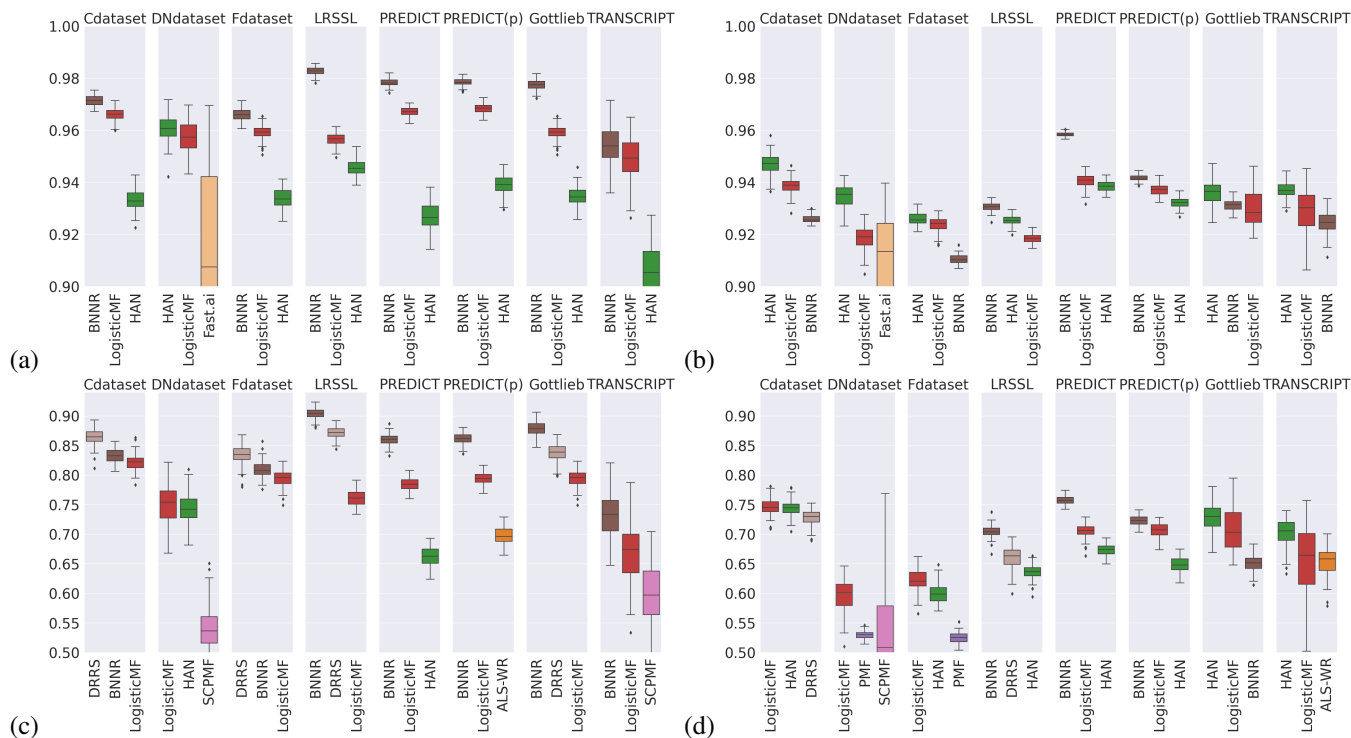 Cdataset DNdataset Fdataset LRSSL PREDICT PREDICT(p) Gottlieb TRANSCRIPT
1.00
0.98
0.96
0.94
0.92
0.90
BNNR LogisticMF HAN HAN LogisticMF Fast.ai BNNR LogisticMF HAN BNNR LogisticMF HAN BNNR LogisticMF HAN BNNR LogisticMF HAN BNNR LogisticMF HAN BNNR LogisticMF HAN
(a)
Cdataset DNdataset Fdataset LRSSL PREDICT PREDICT(p) Gottlieb TRANSCRIPT
1.00
0.98
0.96
0.94
0.92
0.90
HAN LogisticMF BNNR HAN LogisticMF Fast.ai HAN LogisticMF BNNR BNNR HAN LogisticMF BNNR LogisticMF HAN BNNR LogisticMF HAN HAN BNNR LogisticMF HAN LogisticMF BNNR
(b)
Cdataset DNdataset Fdataset LRSSL PREDICT PREDICT(p) Gottlieb TRANSCRIPT
0.90
0.85
0.80
0.75
0.70
0.65
0.60
0.55
0.50
DRRS BNNR LogisticMF LogisticMF HAN SCPMF DRRS BNNR LogisticMF BNNR DRRS LogisticMF BNNR LogisticMF HAN BNNR LogisticMF ALS-WR BNNR DRRS LogisticMF BNNR LogisticMF SCPMF
(c)
Cdataset DNdataset Fdataset LRSSL PREDICT PREDICT(p) Gottlieb TRANSCRIPT
0.90
0.85
0.80
0.75
0.70
0.65
0.60
0.55
0.50
LogisticMF HAN DRRS LogisticMF PMF SCPMF LogisticMF HAN PMF BNNR DRRS HAN BNNR LogisticMF HAN BNNR LogisticMF HAN HAN LogisticMF BNNR HAN LogisticMF ALS-WR
(d)